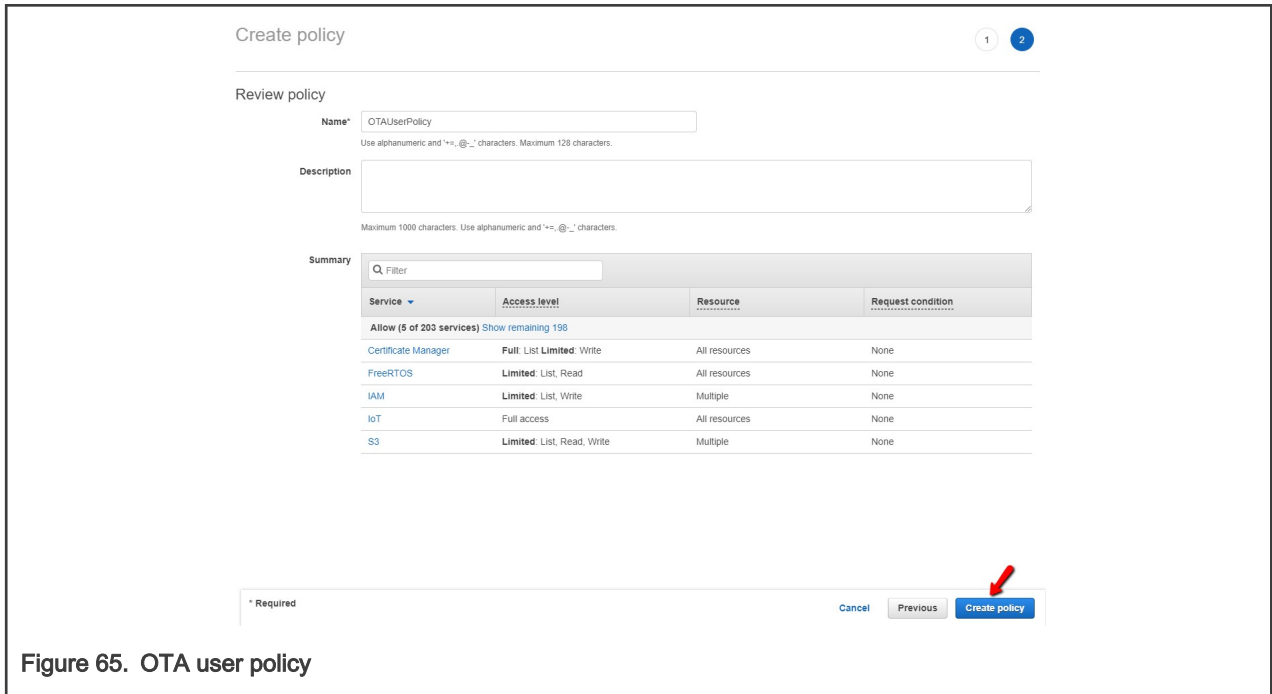 Create policy
1 2
Review policy
Name* OTAUserPolicy
Use alphanumeric and '+=,.@-_' characters. Maximum 128 characters.
Description
Maximum 1000 characters. Use alphanumeric and '+=,.@-_' characters.
Summary
Filter
Service Access level Resource Request condition
Allow (5 of 203 services) Show remaining 198
Certificate Manager Full: List Limited: Write All resources None
FreeRTOS Limited: List, Read All resources None
IAM Limited: List, Write Multiple None
IoT Full access All resources None
S3 Limited: List, Read, Write Multiple None
* Required Cancel Previous Create policy
Figure 65. OTA user policy